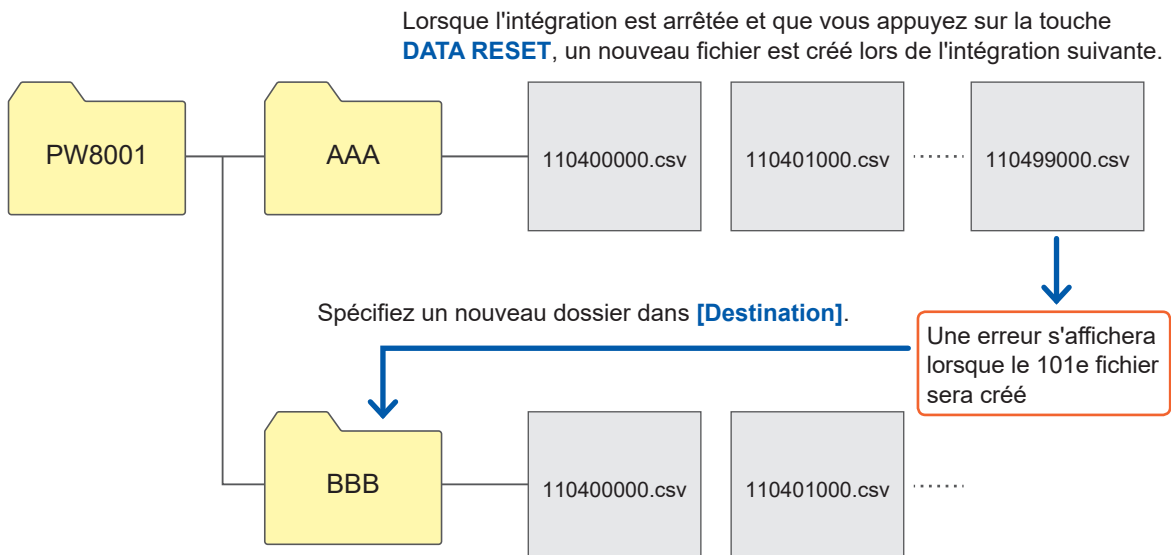 Lorsque l'intégration est arrêtée et que vous appuyez sur la touche
DATA RESET, un nouveau fichier est créé lors de l'intégration suivante.
PW8001
AAA
110400000.csv
110401000.csv
110499000.csv
Spécifiez un nouveau dossier dans [Destination].
Une erreur s'affichera
lorsque le 101e fichier
sera créé
BBB
110400000.csv
110401000.csv